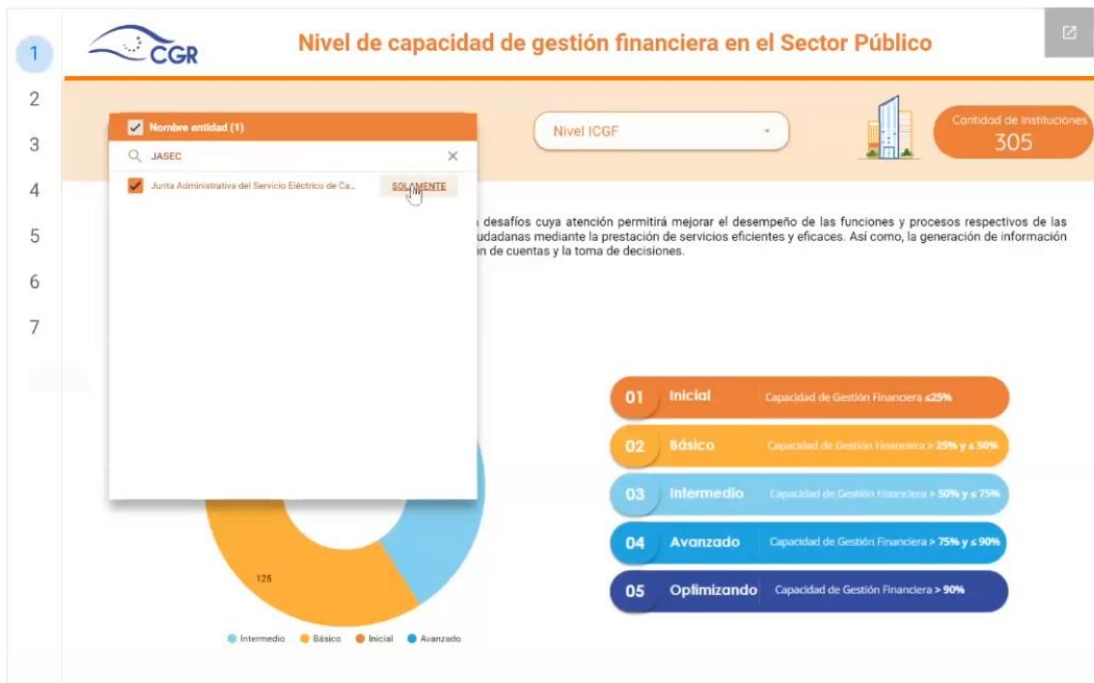 1
2
3
4
5
6
7
CGR
Nivel de capacidad de gestión financiera en el Sector Público
Nombre entidad (1)
JASEC
Junta Administrativa del Servicio Eléctrico de Ca...
SOLAMENTE
Nivel ICGF
Cantidad de Instituciones
305
desafíos cuya atención permitirá mejorar el desempeño de las funciones y procesos respectivos de las
udadanas mediante la prestación de servicios eficientes y eficaces. Así como, la generación de información
n de cuentas y la toma de decisiones.
01 Inicial Capacidad de Gestión Financiera ≤25%
02 Básico Capacidad de Gestión Financiera > 25% y ≤ 50%
03 Intermedio Capacidad de Gestión Financiera > 50% y ≤ 75%
04 Avanzado Capacidad de Gestión Financiera > 75% y ≤ 90%
05 Optimizando Capacidad de Gestión Financiera > 90%
125
Intermedio Básico Inicial Avanzado